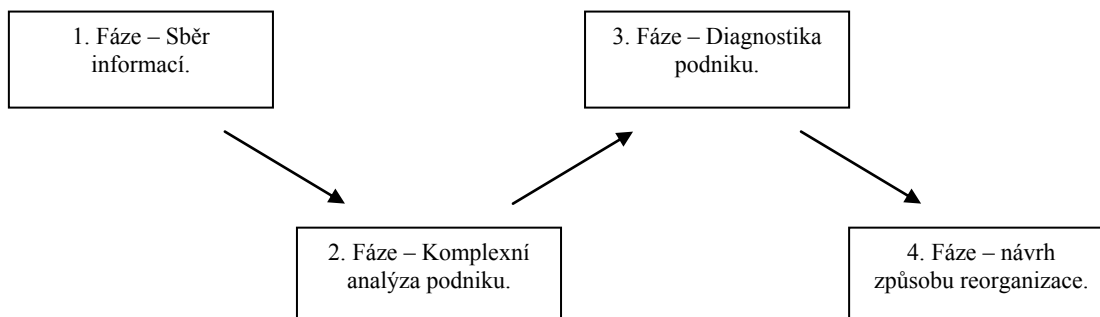 1. Fáze – Sběr
informací.
2. Fáze – Komplexní
analýza podniku.
3. Fáze – Diagnostika
podniku.
4. Fáze – návrh
způsobu reorganizace.